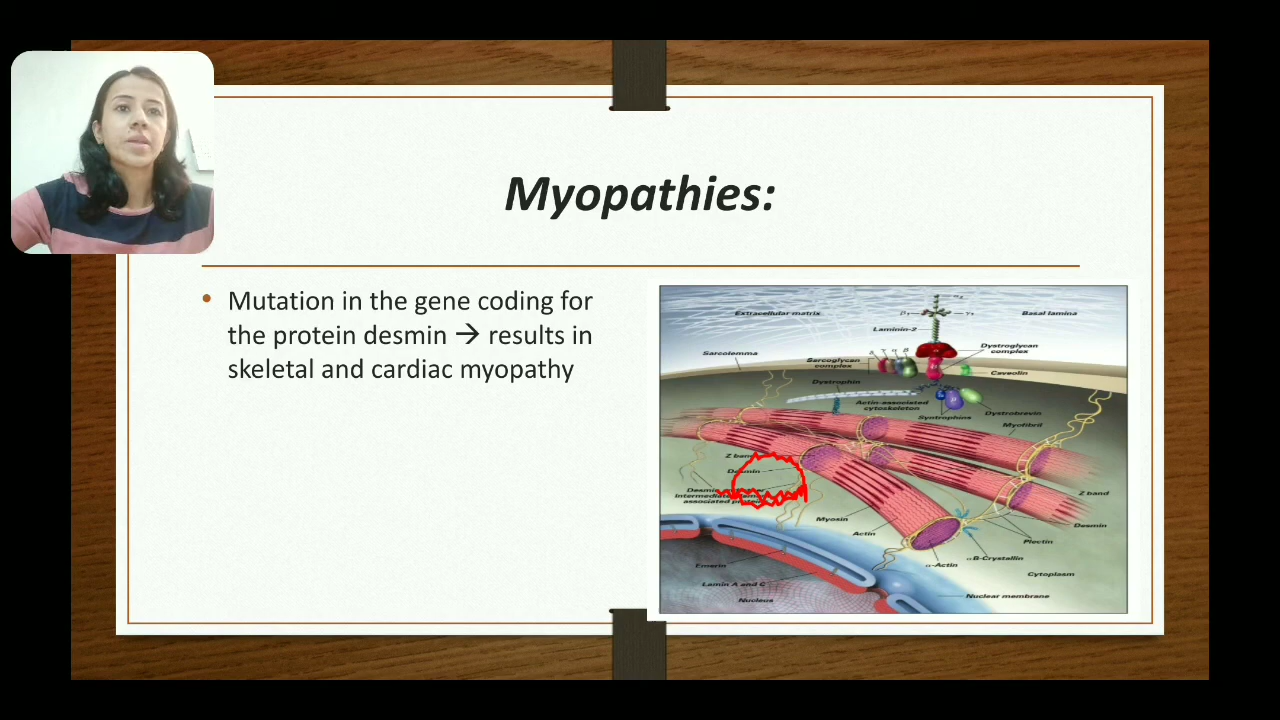 Myopathies:
• Mutation in the gene coding for
the protein desmin → results in
skeletal and cardiac myopathy
Extracellular matrix
Basal lamina
Laminin-2
Sarcolemma
Sarcoglycan
complex
Dystroglycan
complex
Caveolin
Dystrophin
Actin-associated
cytoskeleton
Syntrophins
Dystrobrevin
Myofibril
Z band
Desmin
Z band
Desmin
Myosin
Actin
Plectin
αB-Crystallin
α-Actin
Cytoplasm
Emerin
Lamin A and C
Nucleus
Nuclear membrane